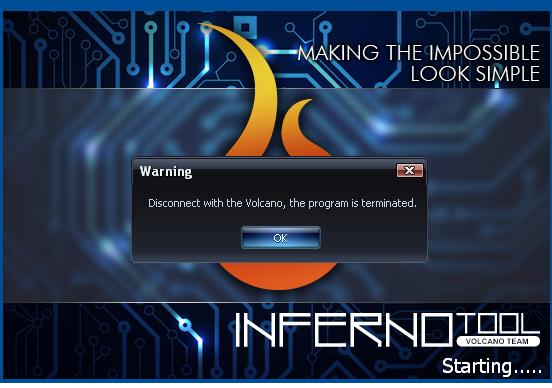 MAKING THE IMPOSSIBLE
LOOK SIMPLE
Warning
Disconnect with the Volcano, the program is terminated.
OK
INFERNO TOOL
VOLCANO TEAM
Starting.....